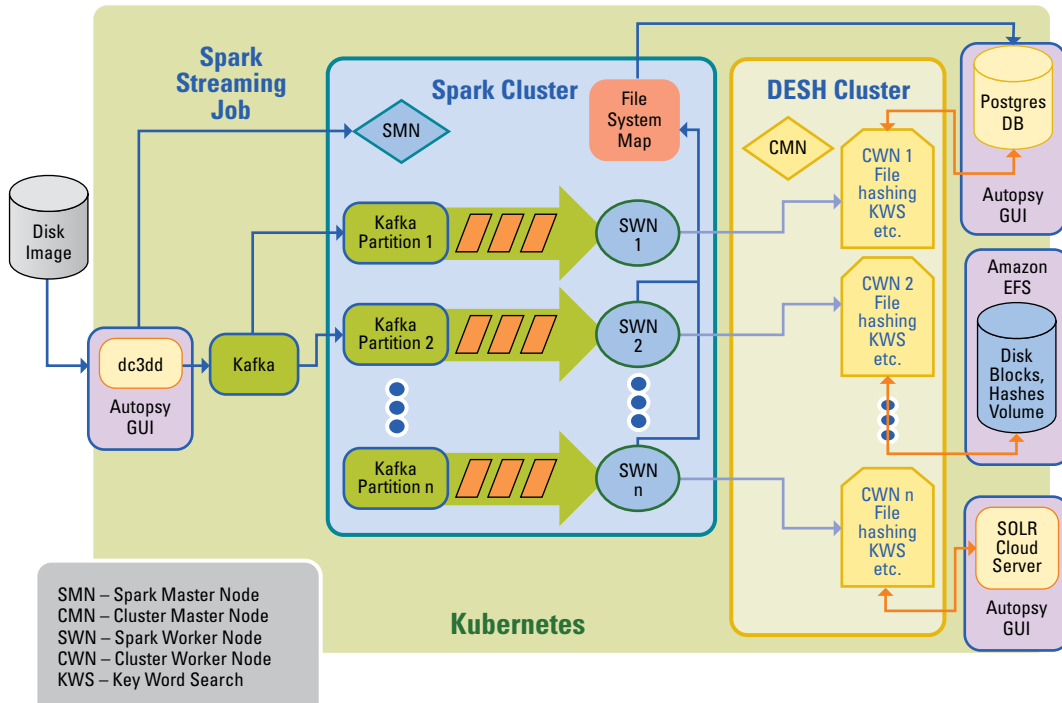 Spark
Streaming
Job
Spark Cluster
SMN
File
System
Map
DESH Cluster
CMN
Postgres
DB
Autopsy
GUI
Disk
Image
dc3dd
Autopsy
GUI
Kafka
Kafka
Partition 1
SWN
1
CWN 1
File
hashing
KWS
etc.
Kafka
Partition 2
SWN
2
CWN 2
File
hashing
KWS
etc.
Amazon
EFS
Disk
Blocks,
Hashes
Volume
Kafka
Partition n
SWN
n
CWN n
File
hashing
KWS
etc.
SOLR
Cloud
Server
Autopsy
GUI
Kubernetes
SMN – Spark Master Node
CMN – Cluster Master Node
SWN – Spark Worker Node
CWN – Cluster Worker Node
KWS – Key Word Search